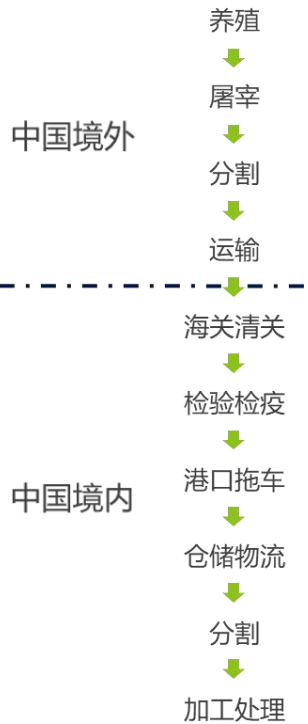 中国境外
养殖
屠宰
分割
运输
中国境内
海关清关
检验检疫
港口拖车
仓储物流
分割
加工处理